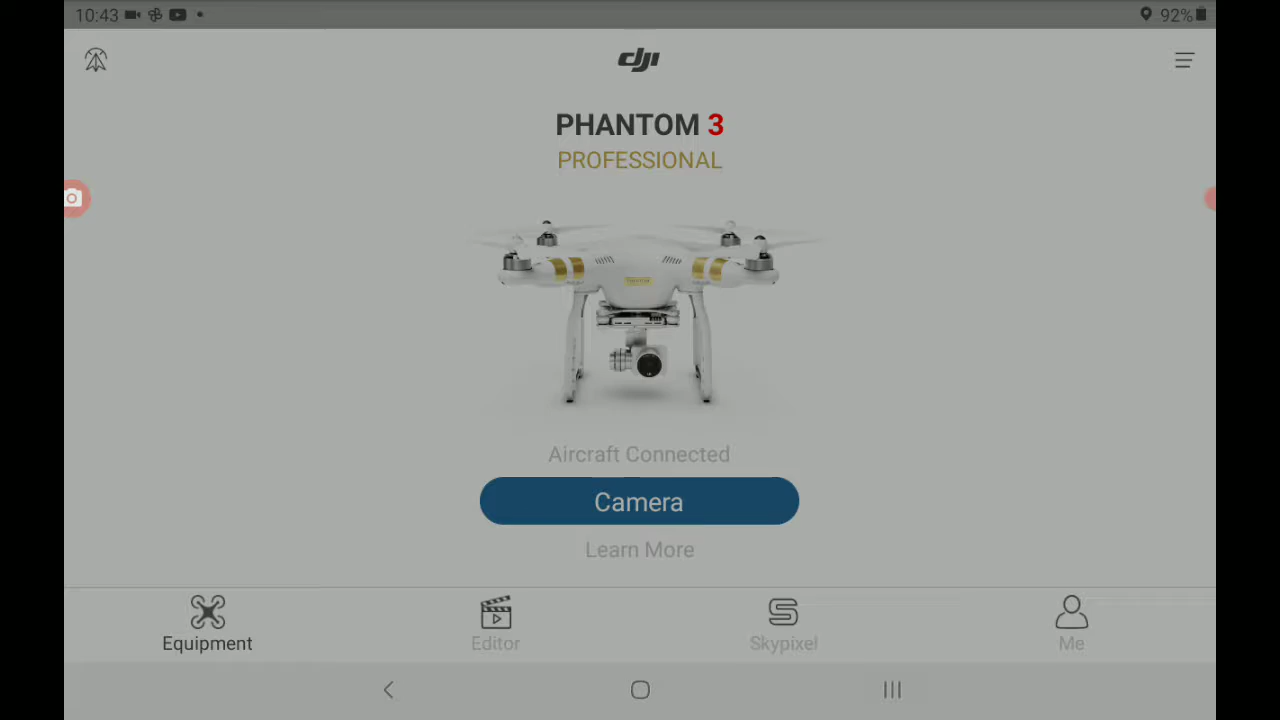 10:43
92%
dji
PHANTOM 3
PROFESSIONAL
Aircraft Connected
Camera
Learn More
Equipment
Editor
Skypixel
Me